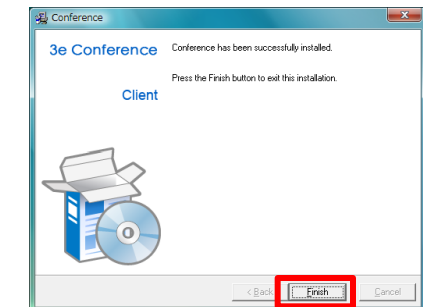 Conference
3e Conference
Client
Conference has been successfully installed.
Press the Finish button to exit this installation.
< Back
Finish
Cancel